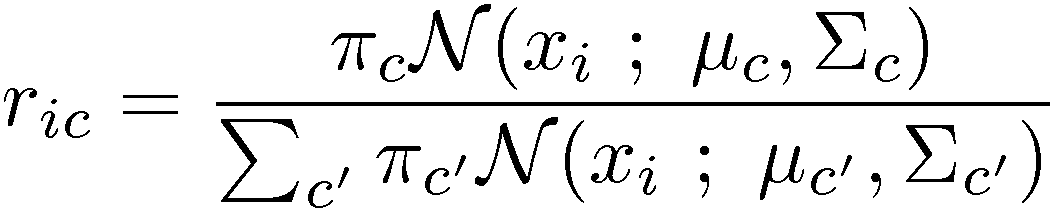 r_{ic} = \frac{\pi_c \mathcal{N}(x_i \ ; \ \mu_c, \Sigma_c)}{\sum_{c'} \pi_{c'} \mathcal{N}(x_i \ ; \ \mu_{c'}, \Sigma_{c'})}